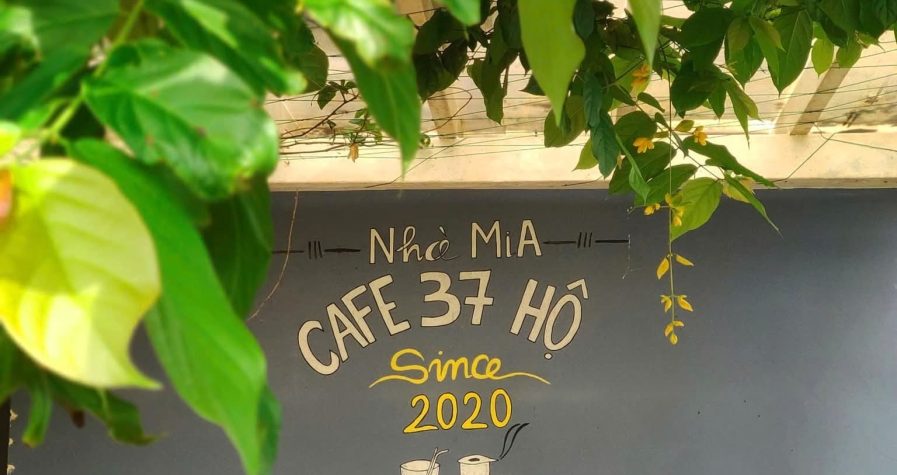 Nhà MiA
CAFE 37 HỘ
Since
2020